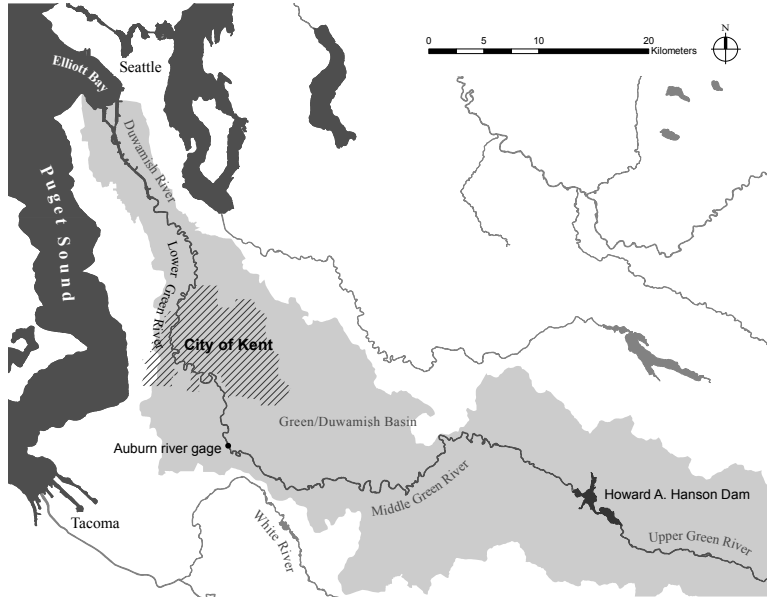 N
0 5 10 20
Kilometers
Elliott Bay
Seattle
Duwamish River
Puget Sound
Lower Green River
City of Kent
Green/Duwamish Basin
Auburn river gage
Middle Green River
Howard A. Hanson Dam
Tacoma
White River
Upper Green River